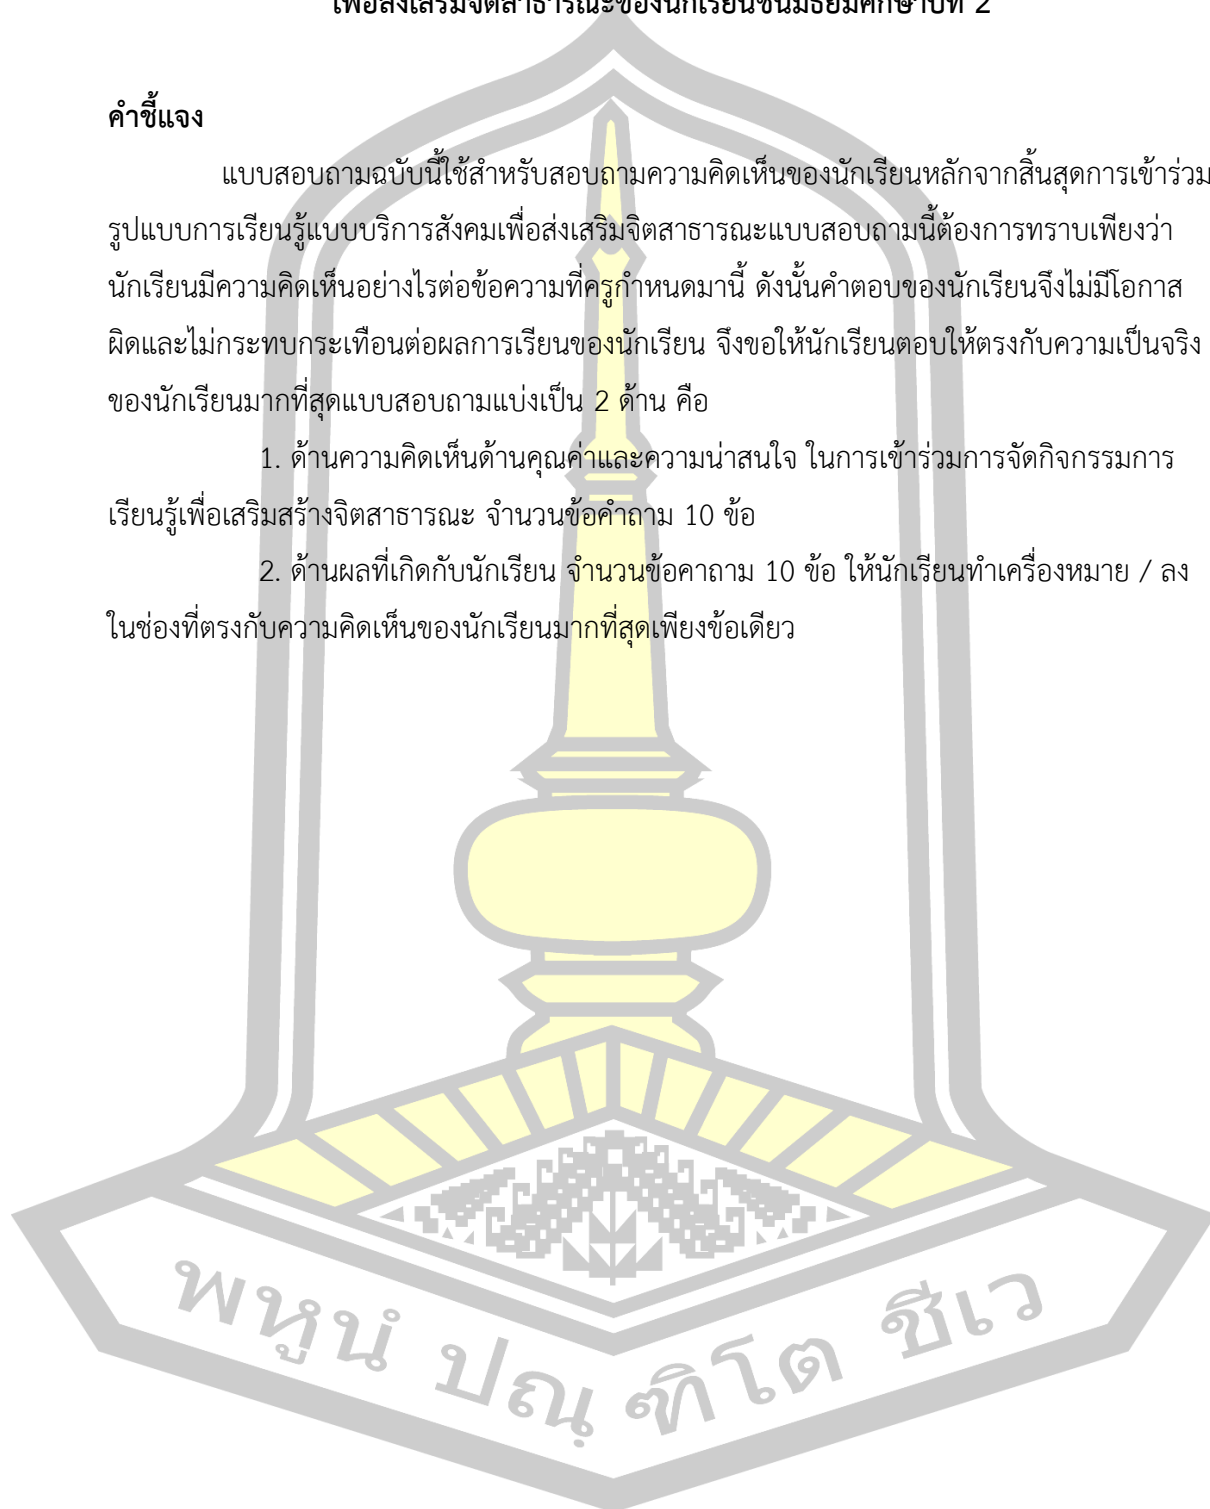 เพื่อส่งเสริมจิตสาธารณะของนักเรียนชั้นมัธยมศึกษาปีที่ 2
คำชี้แจง
แบบสอบถามฉบับนี้ใช้สำหรับสอบถามความคิดเห็นของนักเรียนหลักจากสิ้นสุดการเข้าร่วม
รูปแบบการเรียนรู้แบบบริการสังคมเพื่อส่งเสริมจิตสาธารณะแบบสอบถามนี้ต้องการทราบเพียงว่า
นักเรียนมีความคิดเห็นอย่างไรต่อข้อความที่ครูกำหนดมานี้ ดังนั้นคำตอบของนักเรียนจึงไม่มีโอกาส
ผิดและไม่กระทบกระเทือนต่อผลการเรียนของนักเรียน จึงขอให้นักเรียนตอบให้ตรงกับความเป็นจริง
ของนักเรียนมากที่สุดแบบสอบถามแบ่งเป็น 2 ด้าน คือ
1. ด้านความคิดเห็นด้านคุณค่าและความน่าสนใจ ในการเข้าร่วมการจัดกิจกรรมการ
เรียนรู้เพื่อเสริมสร้างจิตสาธารณะ จำนวนข้อคำถาม 10 ข้อ
2. ด้านผลที่เกิดกับนักเรียน จำนวนข้อคาถาม 10 ข้อ ให้นักเรียนทำเครื่องหมาย / ลง
ในช่องที่ตรงกับความคิดเห็นของนักเรียนมากที่สุดเพียงข้อเดียว
พหูนํ ปณฺฑิโต ชีเว